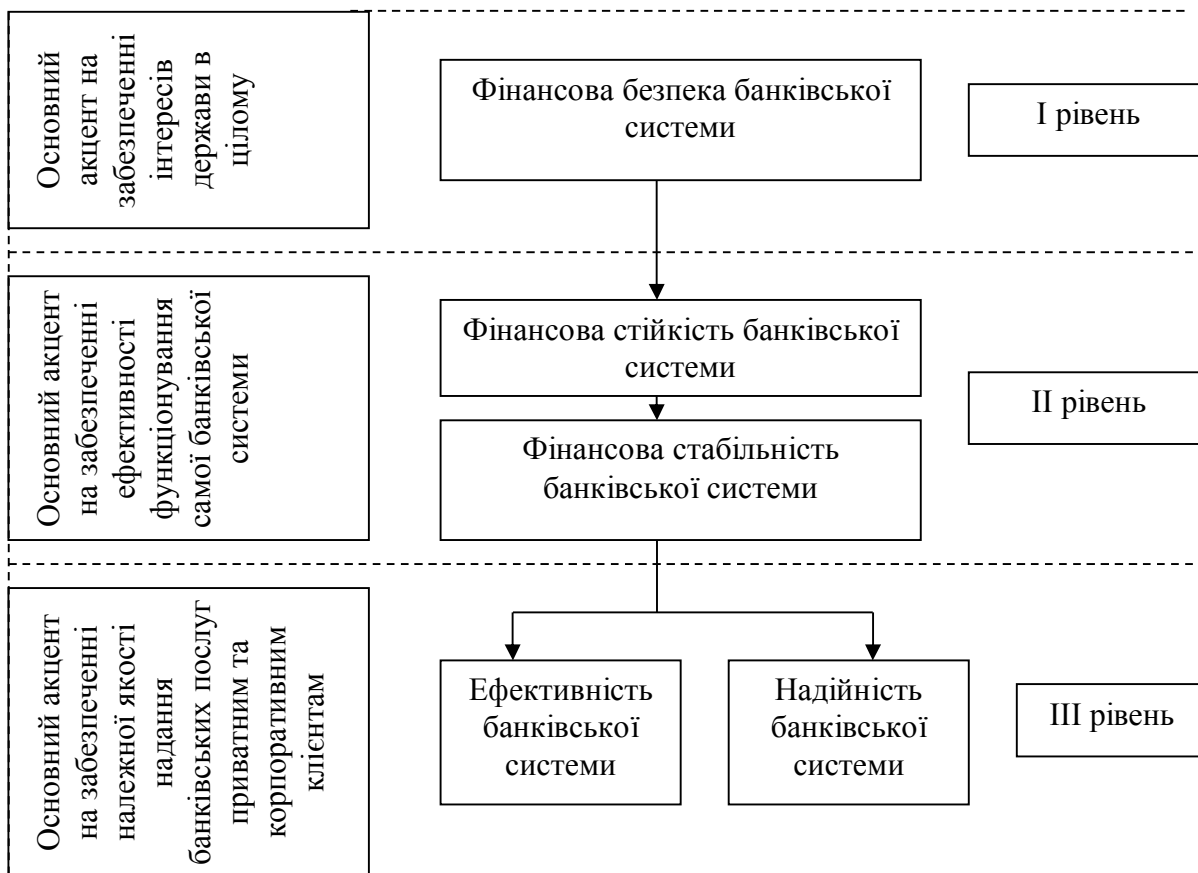 Основний
акцент на
забезпеченні
інтересів
держави в
цілому
Фінансова безпека банківської
системи
I рівень
Основний акцент
на забезпеченні
ефективності
функціонування
самої банківської
системи
Фінансова стійкість банківської
системи
Фінансова стабільність
банківської системи
II рівень
Основний акцент
на забезпеченні
належної якості
надання
банківських послуг
приватним та
корпоративним
клієнтам
Ефективність
банківської
системи
Надійність
банківської
системи
III рівень